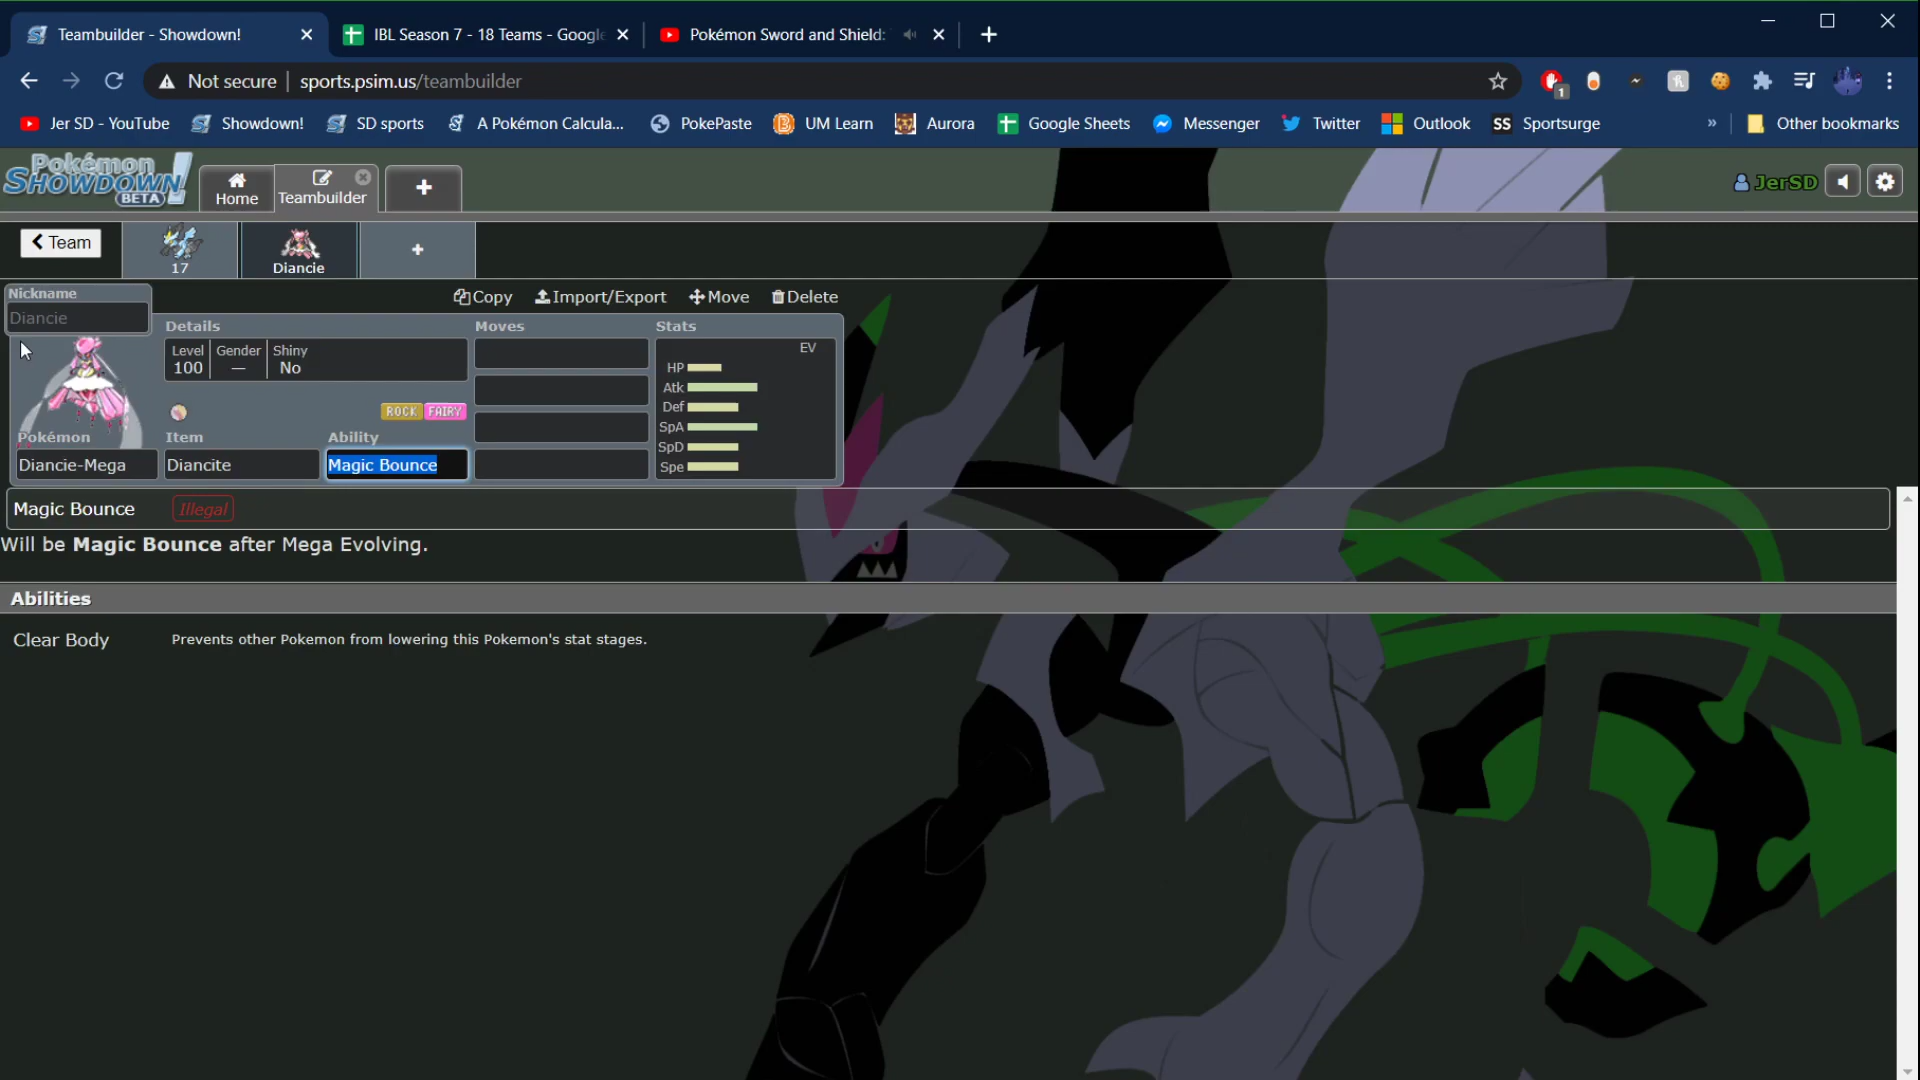 Teambuilder - Showdown!
IBL Season 7 - 18 Teams - Google
Pokémon Sword and Shield:
Not secure
sports.psim.us/teambuilder
1
Jer SD - YouTube
Showdown!
SD sports
A Pokémon Calcula...
PokePaste
UM Learn
Aurora
Google Sheets
Messenger
Twitter
Outlook
SS Sportsurge
»
Other bookmarks
Pokémon
SHOWDOWN!
BETA
Home
Teambuilder
JerSD
Team
17
Diancie
Nickname
Diancie
Copy
Import/Export
Move
Delete
Details
Moves
Stats
Level
100
Gender
—
Shiny
No
EV
HP
Atk
Def
SpA
SpD
Spe
ROCK FAIRY
Pokémon
Item
Ability
Diancie-Mega
Diancite
Magic Bounce
Magic Bounce Illegal
Will be Magic Bounce after Mega Evolving.
Abilities
Clear Body Prevents other Pokemon from lowering this Pokemon's stat stages.